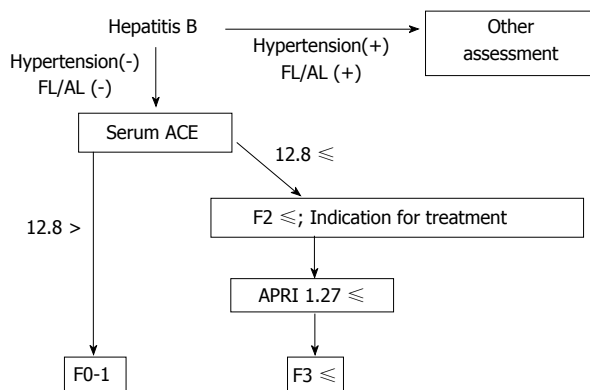 Hepatitis B
Hypertension(+)
FL/AL (+)
Other
assessment
Hypertension(-)
FL/AL (-)
Serum ACE
12.8 ≤
12.8 >
F2 ≤; Indication for treatment
APRI 1.27 ≤
F0-1
F3 ≤